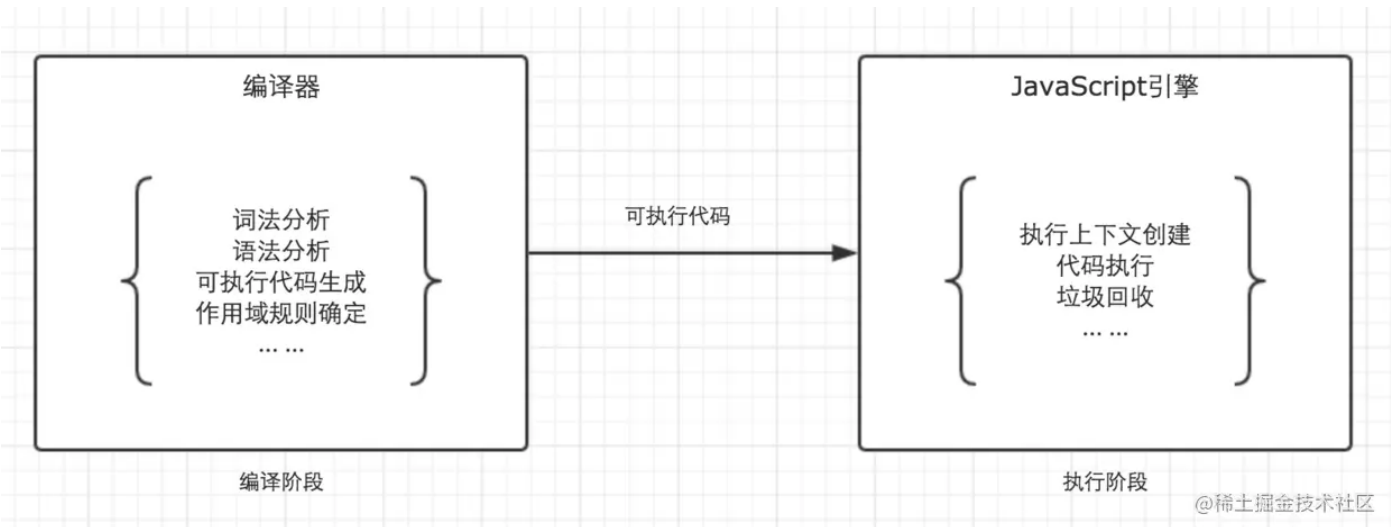 编译器
词法分析
语法分析
可执行代码生成
作用域规则确定
... ...
编译阶段
可执行代码
JavaScript引擎
执行上下文创建
代码执行
垃圾回收
... ...
执行阶段
@稀土掘金技术社区